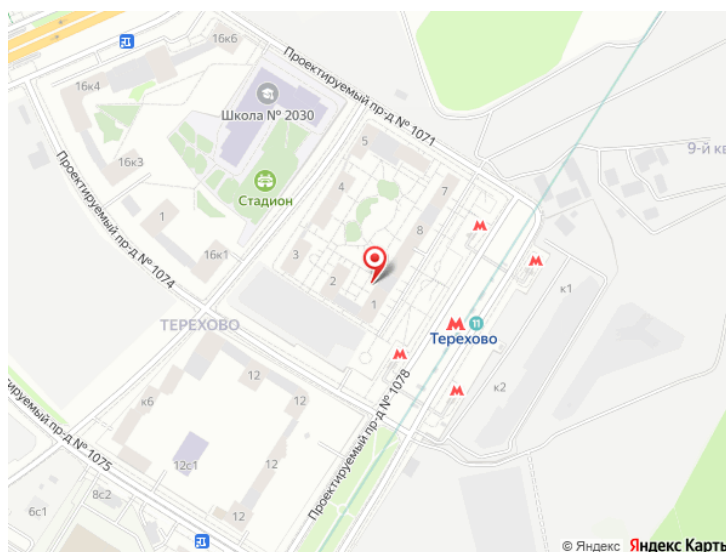 16к6
16к4
Проектируемый пр-д № 1071
Школа № 2030
9-й кв
16к3
5
4
7
Стадион
Проектируемый пр-д № 1074
1
8
16к1
3
2
к1
1
11
ТЕРЕХОВО
Терехово
12
12
к2
к6
Проектируемый пр-д № 1078
Проектируемый пр-д № 1075
12с1
12
8с2
6с1
12
© Яндекс Яндекс Карты